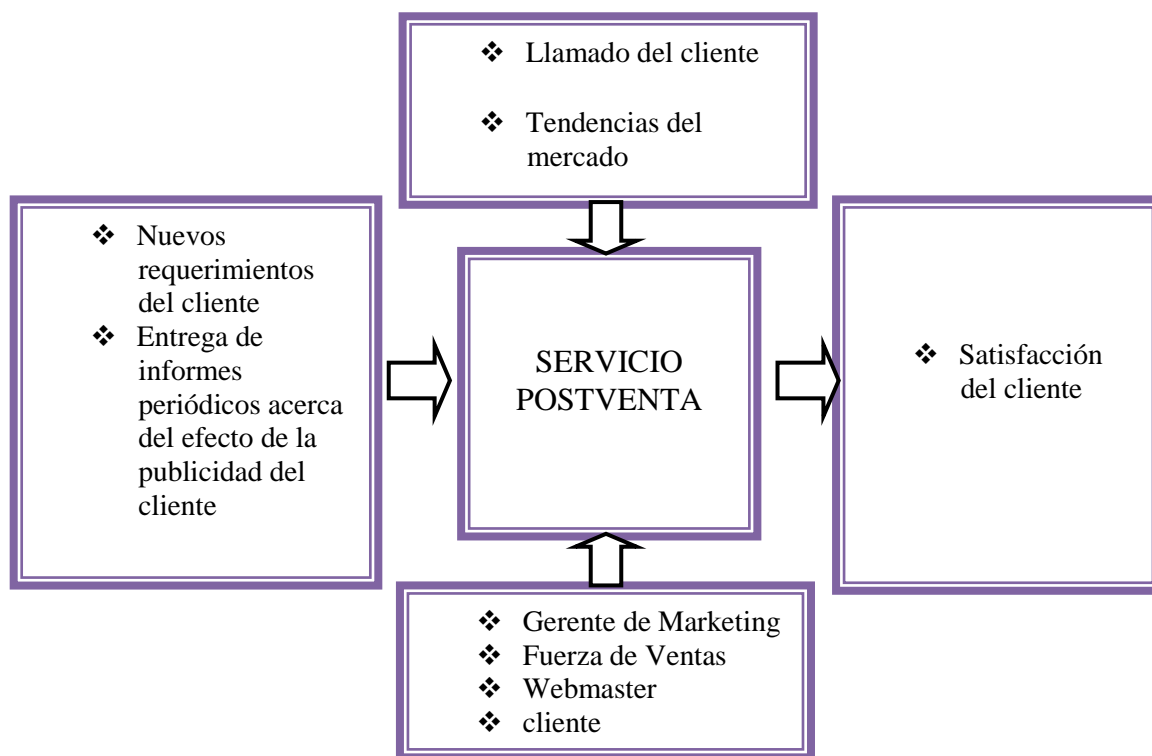 ❖ Llamado del cliente
❖ Tendencias del
mercado
❖ Nuevos
requerimientos
del cliente
❖ Entrega de
informes
periódicos acerca
del efecto de la
publicidad del
cliente
SERVICIO
POSTVENTA
❖ Satisfacción
del cliente
❖ Gerente de Marketing
❖ Fuerza de Ventas
❖ Webmaster
❖ cliente